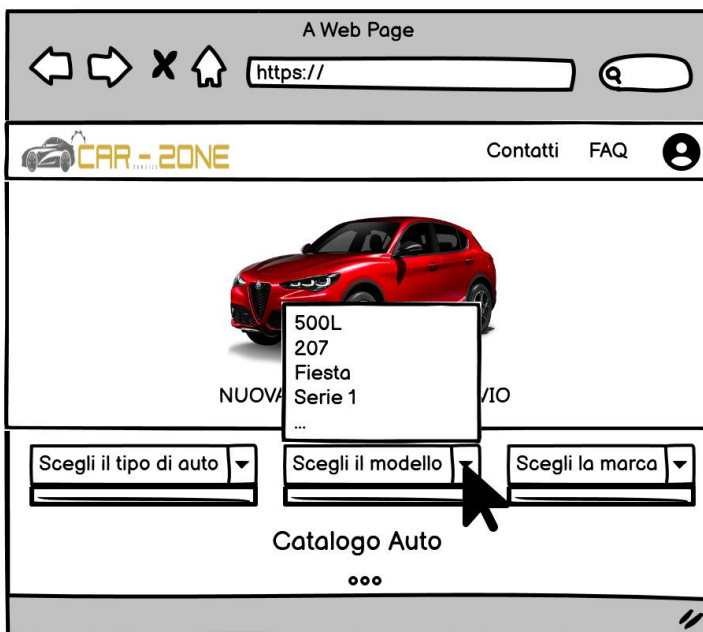 A Web Page
https://
CAR - ZONE
SERVICE
Contatti FAQ
500L
207
Fiesta
Serie 1
...
NUOVA
VIO
Scegli il tipo di auto
Scegli il modello
Scegli la marca
Catalogo Auto